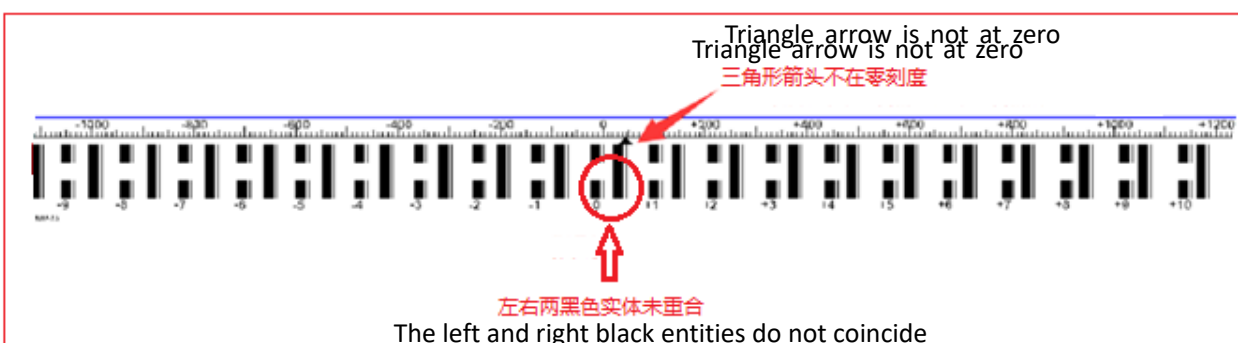 Triangle arrow is not at zero
Triangle arrow is not at zero
三角形箭头不在零刻度
-1000 -800 -600 -400 -200 0 +200 +400 +600 +800 +1000 +1200
+9 -8 -7 -6 -5 -4 -3 -2 -1 0 +1 +2 +3 +4 +5 +6 +7 +8 +9 +10
左右两黑色实体未重合
The left and right black entities do not coincide